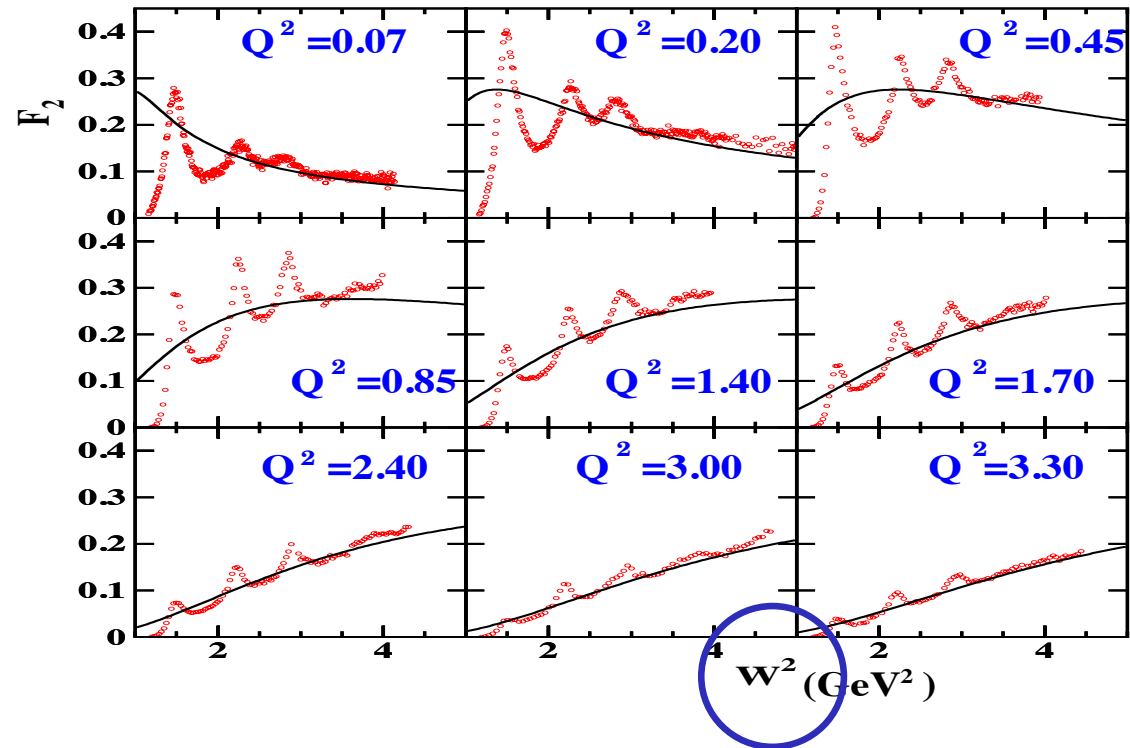 0.4 Q² =0.07 Q² =0.20 Q² =0.45
0.3
F₂
0.2
0.1
0
0.4
0.3
0.2
0.1 Q² =0.85 Q² =1.40 Q² =1.70
0
0.4 Q² =2.40 Q² =3.00 Q² =3.30
0.3
0.2
0.1
0
2 4 2 4 2 4
W² (GeV² )